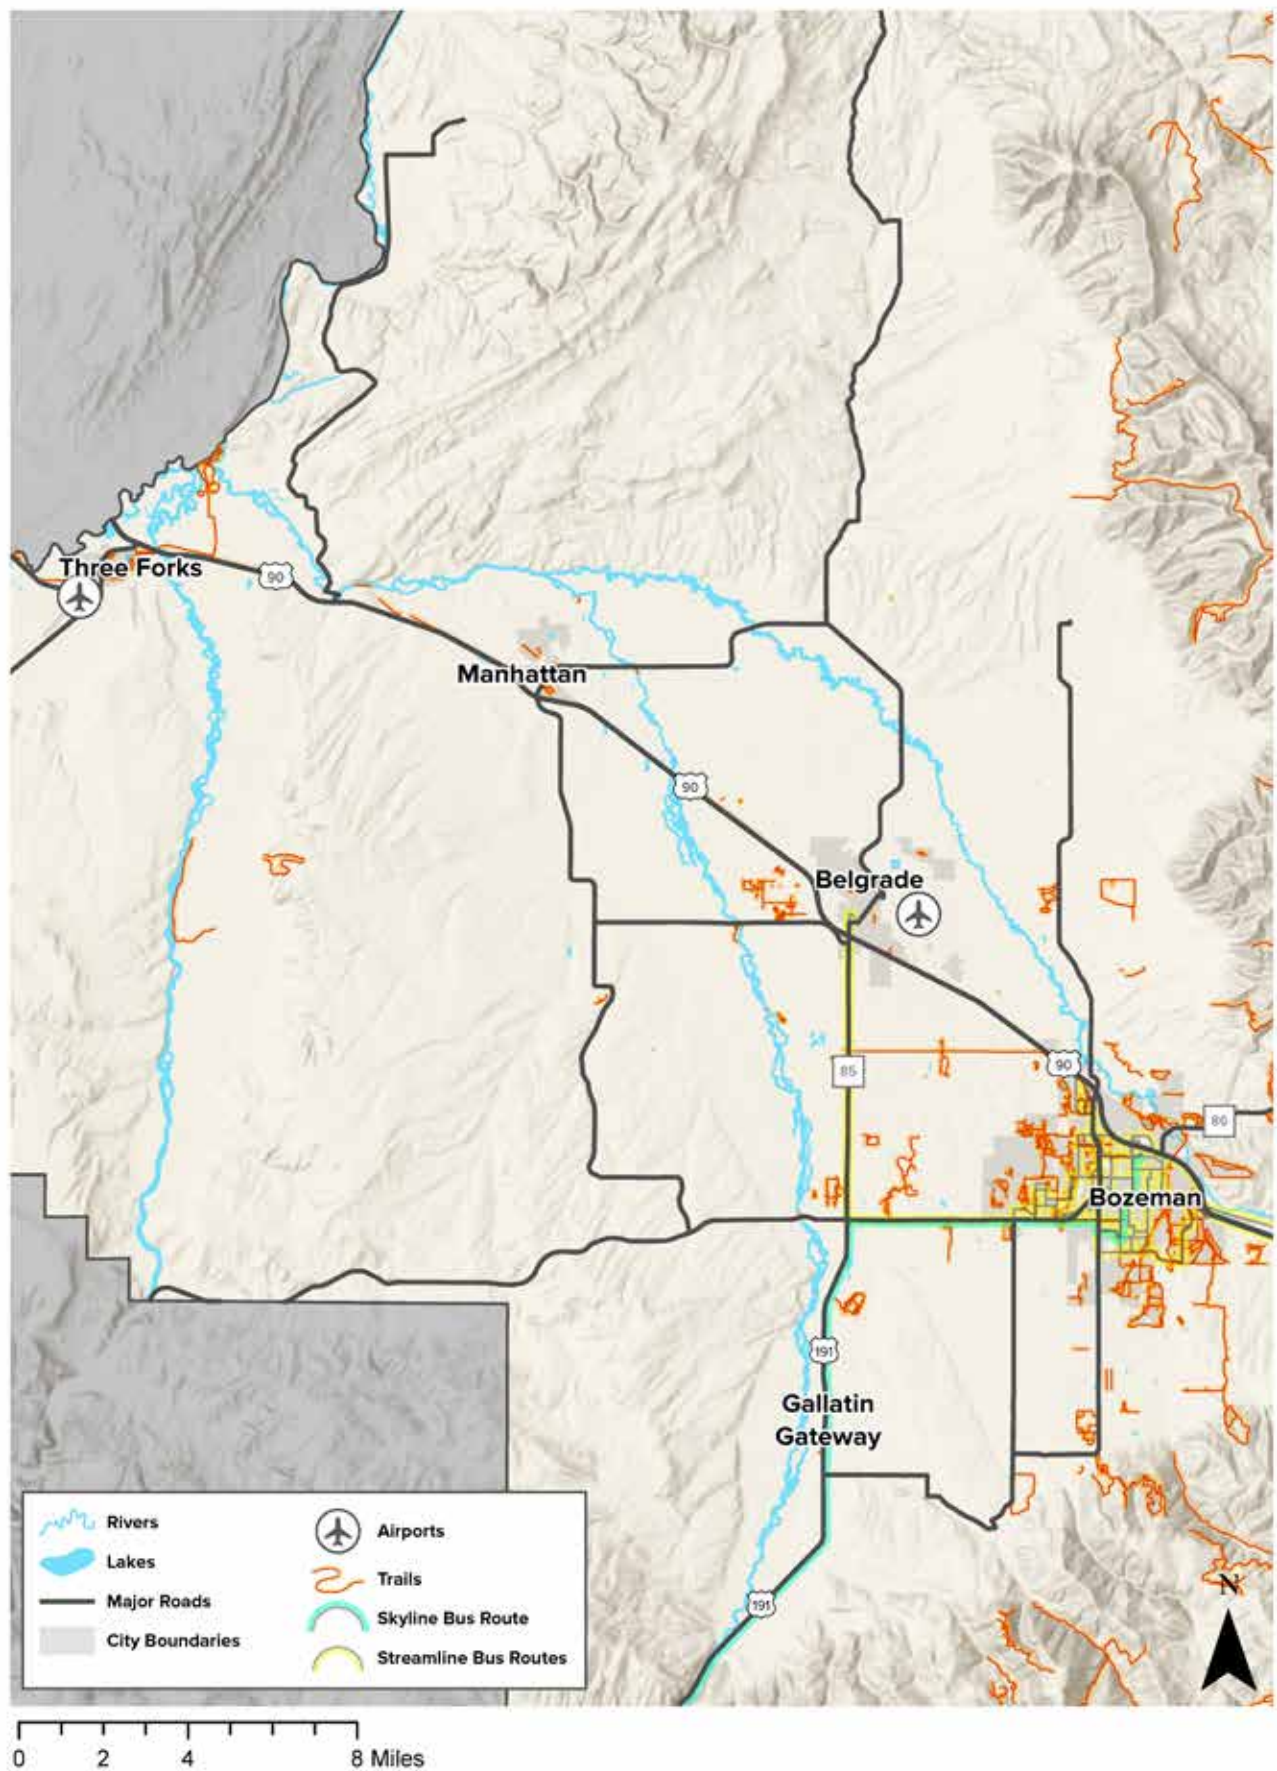 Three Forks
90
Manhattan
90
Belgrade
85
90
86
Bozeman
191
Gallatin
Gateway
191
Rivers
Lakes
Major Roads
City Boundaries
Airports
Trails
Skyline Bus Route
Streamline Bus Routes
N
0 2 4 8 Miles